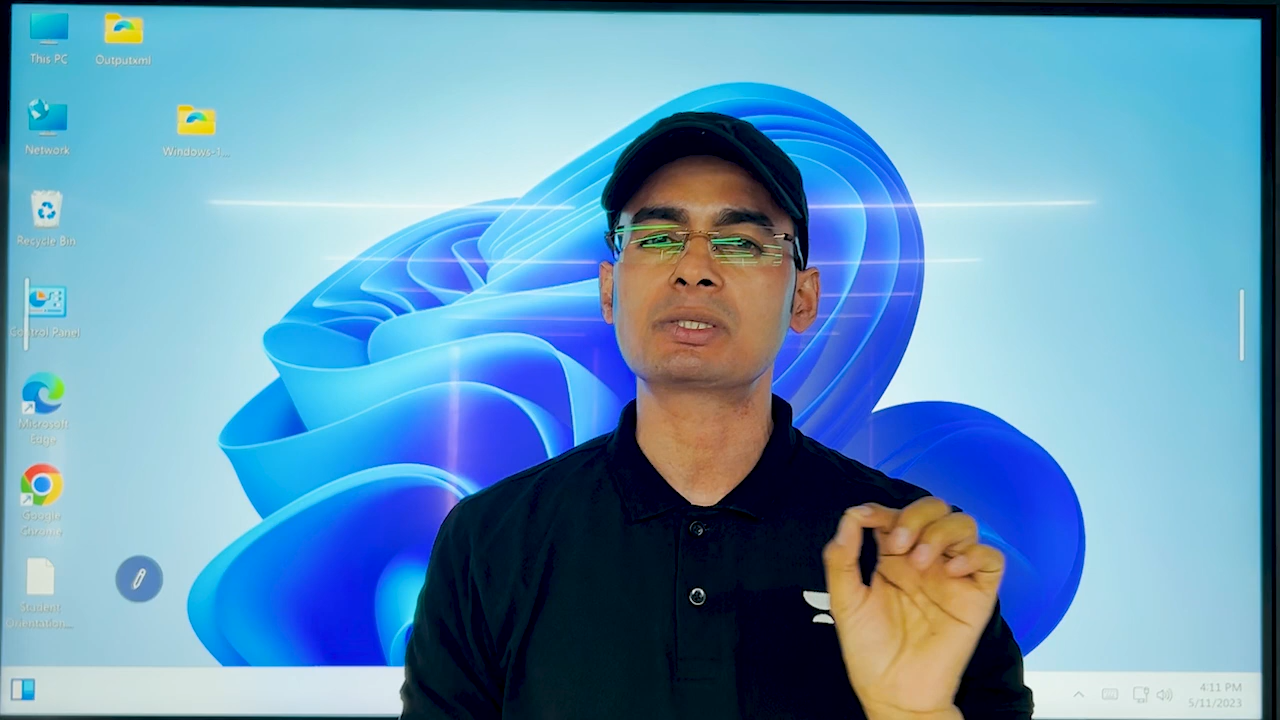 This PC
Outputxml
Network
Windows-1...
Recycle Bin
Control Panel
Microsoft
Edge
Google
Chrome
Student
Orientation...
4:11 PM
5/11/2023